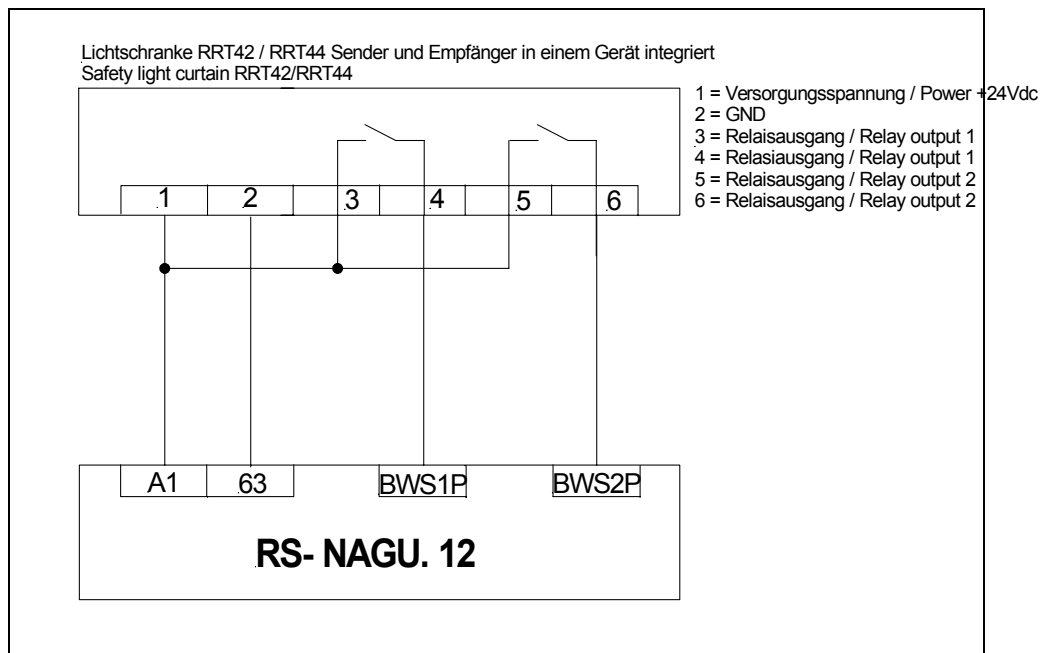 Lichtschranke RRT42 / RRT44 Sender und Empfänger in einem Gerät integriert
Safety light curtain RRT42/RRT44
1 = Versorgungsspannung / Power +24Vdc
2 = GND
3 = Relaisausgang / Relay output 1
4 = Relasiausgang / Relay output 1
5 = Relaisausgang / Relay output 2
6 = Relaisausgang / Relay output 2
1 2 3 4 5 6
A1 63 BWS1P BWS2P
RS- NAGU. 12